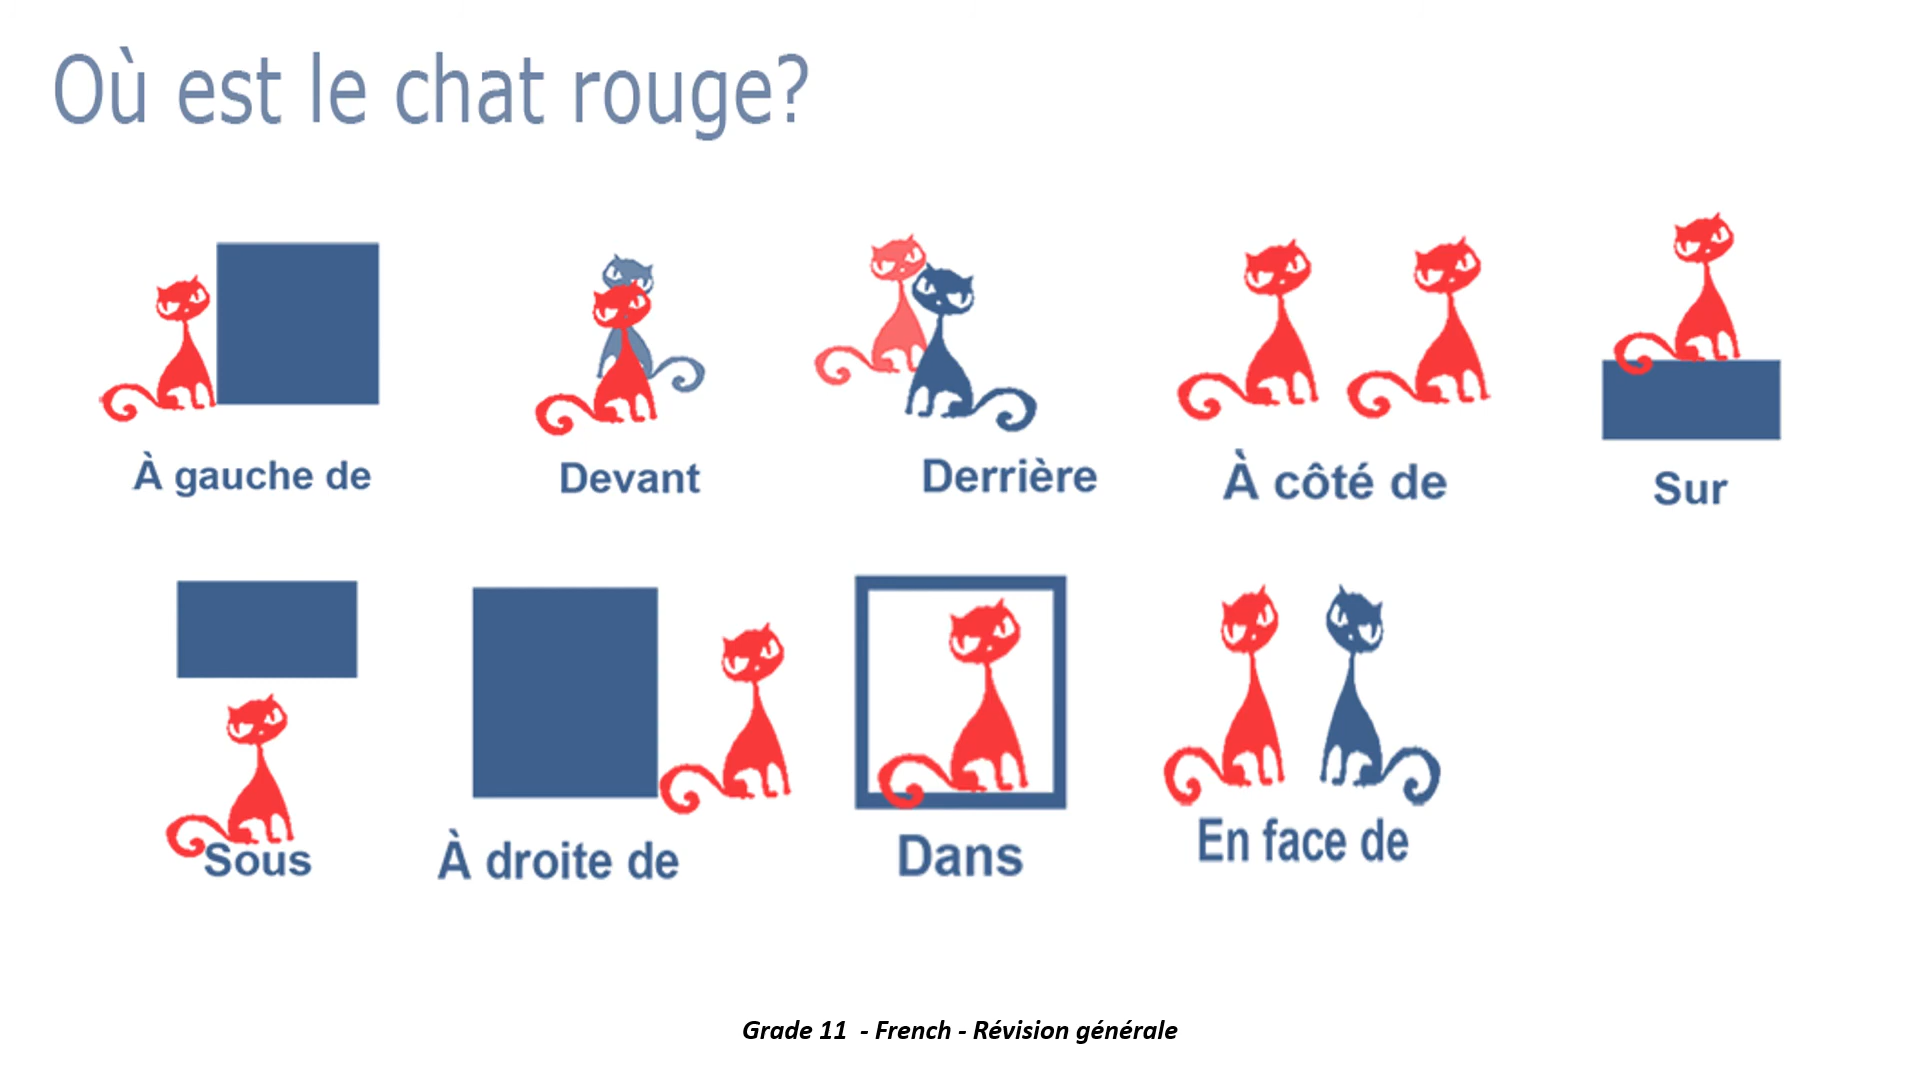 Où est le chat rouge?
À gauche de
Devant
Derrière
À côté de
Sur
Sous
À droite de
Dans
En face de
Grade 11 - French - Révision générale